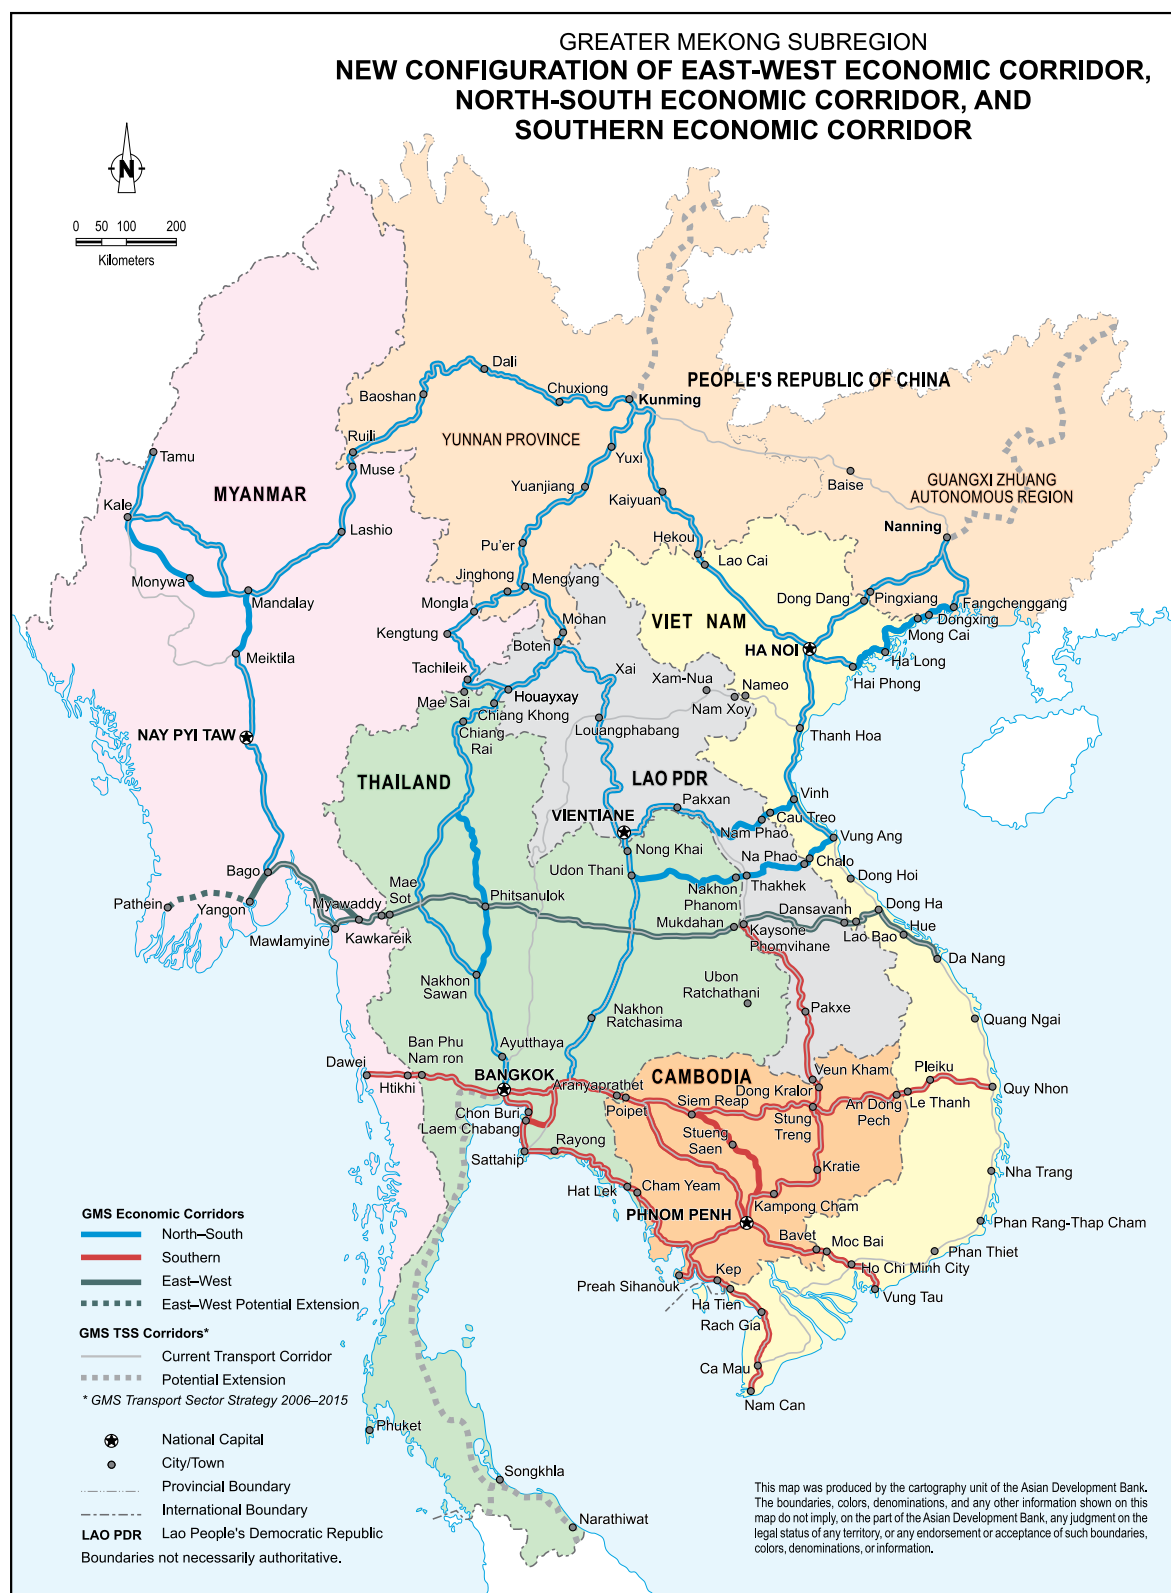 GREATER MEKONG SUBREGION
NEW CONFIGURATION OF EAST-WEST ECONOMIC CORRIDOR,
NORTH-SOUTH ECONOMIC CORRIDOR, AND
SOUTHERN ECONOMIC CORRIDOR
N
0 50 100 200
Kilometers
Dali
Chuxiong
Baoshan
Kunming
PEOPLE'S REPUBLIC OF CHINA
Ruili
YUNNAN PROVINCE
Tamu
Muse
Yuxi
Baise
GUANGXI ZHUANG
AUTONOMOUS REGION
MYANMAR
Yuanjiang
Kaiyuan
Kale
Lashio
Nanning
Pu'er
Hekou
Lao Cai
Monywa
Jinghong
Mengyang
Mandalay
Dong Dang
Pingxiang
Fangchenggang
Mongla
Dongxing
Mohan
VIET NAM
Mong Cai
Kengtung
Boten
HA NOI
Ha Long
Meiktila
Tachileik
Xai
Xam-Nua
Nameo
Hai Phong
Mae Sai
Houayxay
Chiang Khong
Nam Xoy
Chiang
Rai
Louangphabang
Thanh Hoa
NAY PYI TAW
THAILAND
LAO PDR
Pakxan
Vinh
VIENTIANE
Nam Phao
Cau Treo
Vung Ang
Nong Khai
Na Phao
Chalo
Bago
Udon Thani
Dong Hoi
Mae
Sot
Nakhon
Phanom
Thakhek
Pathein
Yangon
Myawaddy
Phitsanulok
Dansavanh
Dong Ha
Mukdahan
Kaysone
Phomvihane
Lao Bao
Hue
Mawlamyine
Kawkareik
Da Nang
Nakhon
Sawan
Ubon
Ratchathani
Nakhon
Ratchasima
Pakxe
Quang Ngai
Ban Phu
Nam ron
Ayutthaya
Dawei
Htikhi
BANGKOK
Aranyaprathet
CAMBODIA
Veun Kham
Pleiku
Poipet
Siem Reap
Dong Kralor
An Dong
Pech
Le Thanh
Quy Nhon
Chon Buri
Laem Chabang
Stueng
Saen
Stung
Treng
Rayong
Sattahip
Kratie
Nha Trang
Hat Lek
Cham Yeam
Kampong Cham
PHNOM PENH
Phan Rang-Thap Cham
Bavet
Moc Bai
Phan Thiet
Preah Sihanouk
Kep
Ho Chi Minh City
Vung Tau
Ha Tien
Rach Gia
Ca Mau
Nam Can
Phuket
Songkhla
Narathiwat
GMS Economic Corridors
North–South
Southern
East–West
East–West Potential Extension
GMS TSS Corridors*
Current Transport Corridor
Potential Extension
* GMS Transport Sector Strategy 2006–2015
National Capital
City/Town
Provincial Boundary
International Boundary
LAO PDR Lao People's Democratic Republic
Boundaries not necessarily authoritative.
This map was produced by the cartography unit of the Asian Development Bank.
The boundaries, colors, denominations, and any other information shown on this
map do not imply, on the part of the Asian Development Bank, any judgment on the
legal status of any territory, or any endorsement or acceptance of such boundaries,
colors, denominations, or information.